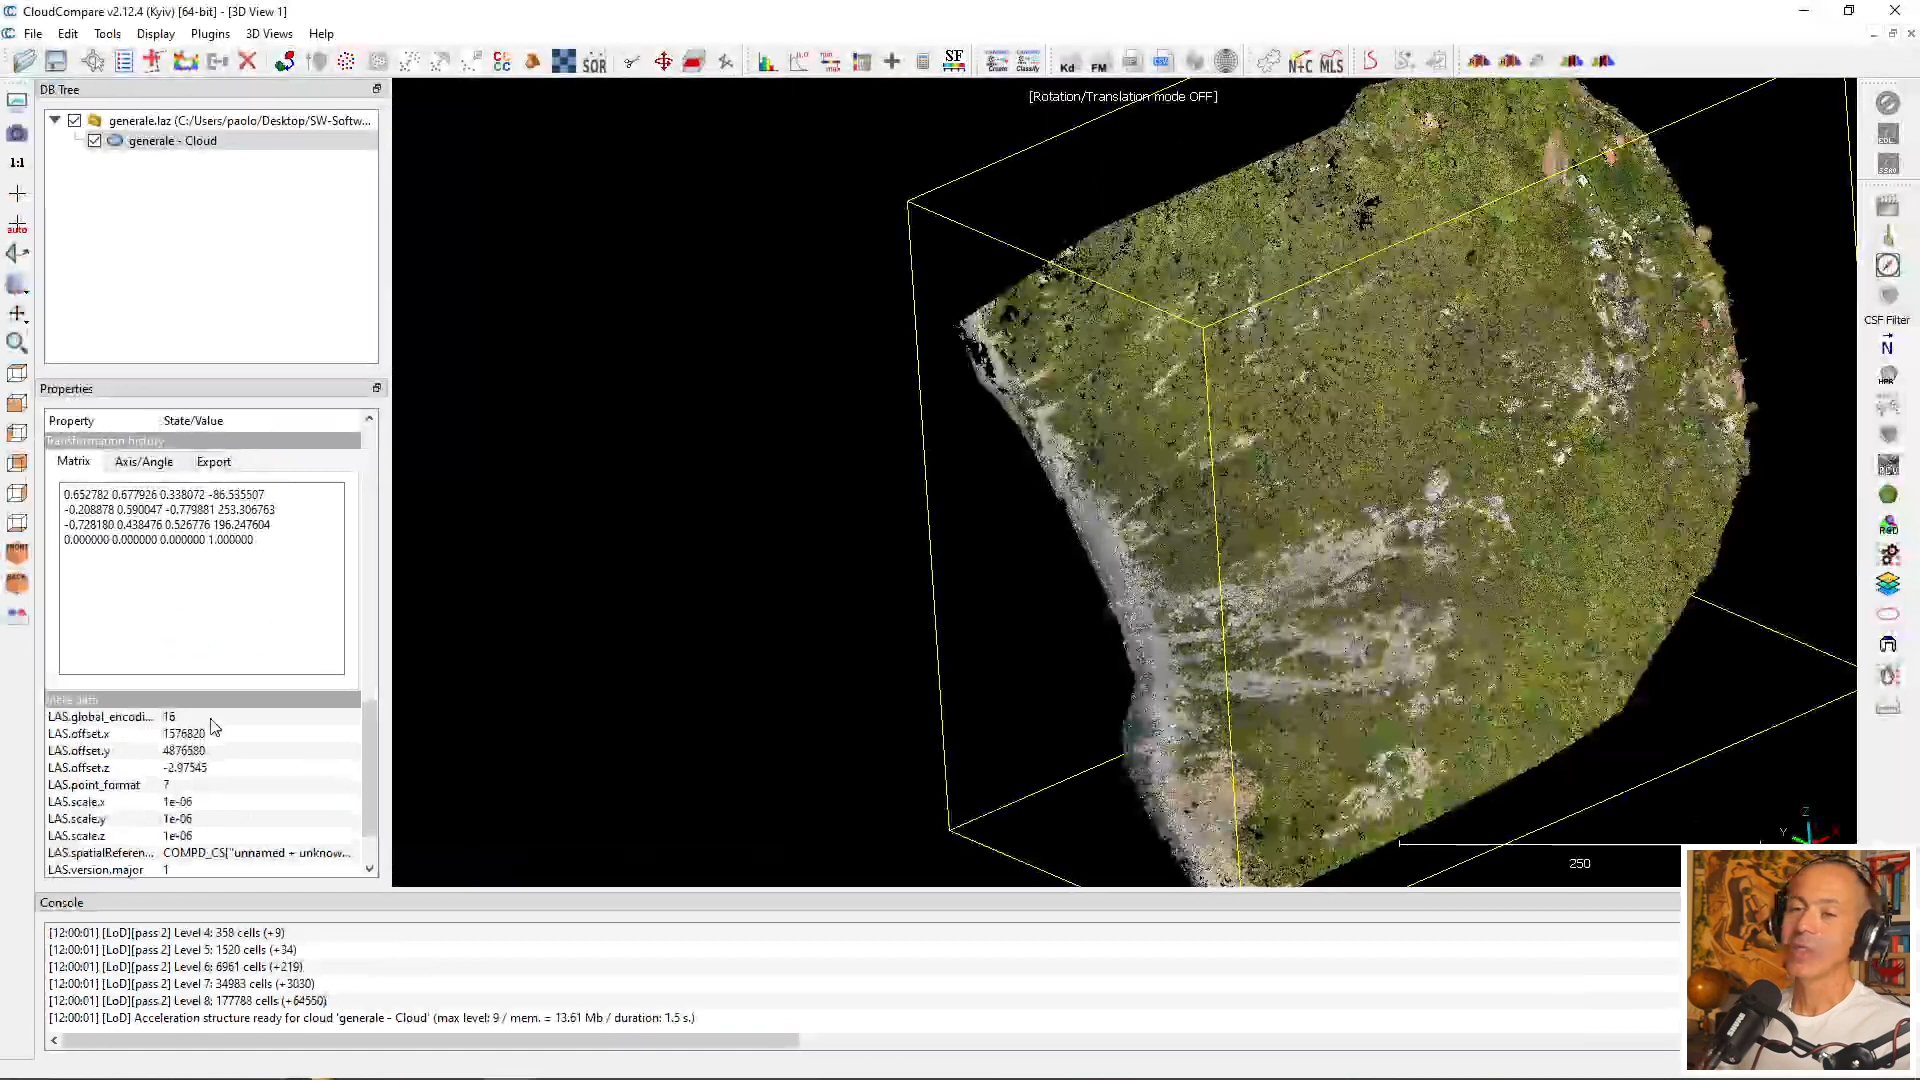 CloudCompare v2.12.4 (Kyiv) [64-bit] - [3D View 1]
File Edit Tools Display Plugins 3D Views Help
SOR
SF
Kd FM
N+C MLS
DB Tree
generale.laz (C:/Users/paolo/Desktop/SW-Softw...
generale - Cloud
1:1
auto
[Rotation/Translation mode OFF]
CSF Filter
N
HPR
Properties
Property State/Value
Transformation history
Matrix Axis/Angle Export
0.652782 0.677926 0.338072 -86.535507
-0.208878 0.590047 -0.779881 253.306763
-0.728180 0.438476 0.526776 196.247604
0.000000 0.000000 0.000000 1.000000
FRONT
BACK
Meta data
LAS.global_encodi... 16
LAS.offset.x 1576820
LAS.offset.y 4876580
LAS.offset.z -2.97545
LAS.point_format 7
LAS.scale.x 1e-06
LAS.scale.y 1e-06
LAS.scale.z 1e-06
LAS.spatialReferen... COMPD_CS["unnamed + unknow...
LAS.version.major 1
Z
Y
X
250
Console
[12:00:01] [LoD][pass 2] Level 4: 358 cells (+9)
[12:00:01] [LoD][pass 2] Level 5: 1520 cells (+34)
[12:00:01] [LoD][pass 2] Level 6: 6961 cells (+219)
[12:00:01] [LoD][pass 2] Level 7: 34983 cells (+3030)
[12:00:01] [LoD][pass 2] Level 8: 177788 cells (+64550)
[12:00:01] [LoD] Acceleration structure ready for cloud 'generale - Cloud' (max level: 9 / mem. = 13.61 Mb / duration: 1.5 s.)